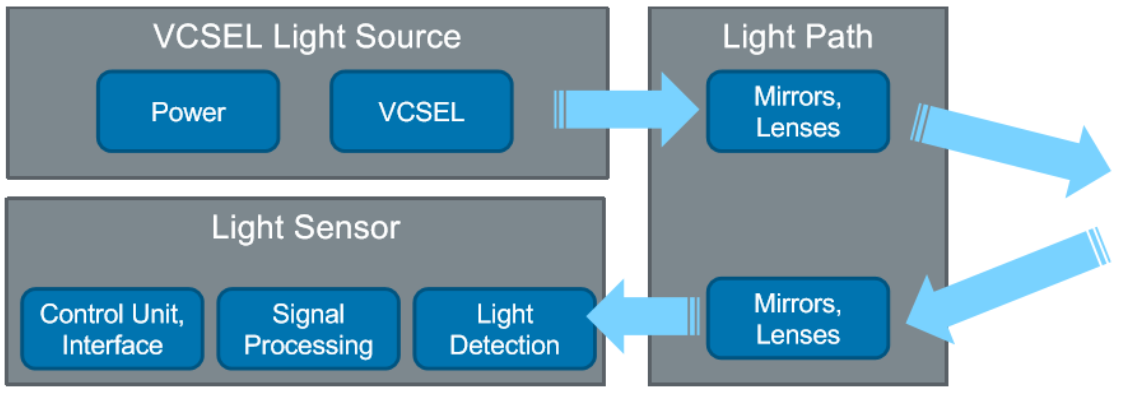 VCSEL Light Source
Power
VCSEL
Light Path
Mirrors,
Lenses
Light Sensor
Control Unit,
Interface
Signal
Processing
Light
Detection
Mirrors,
Lenses